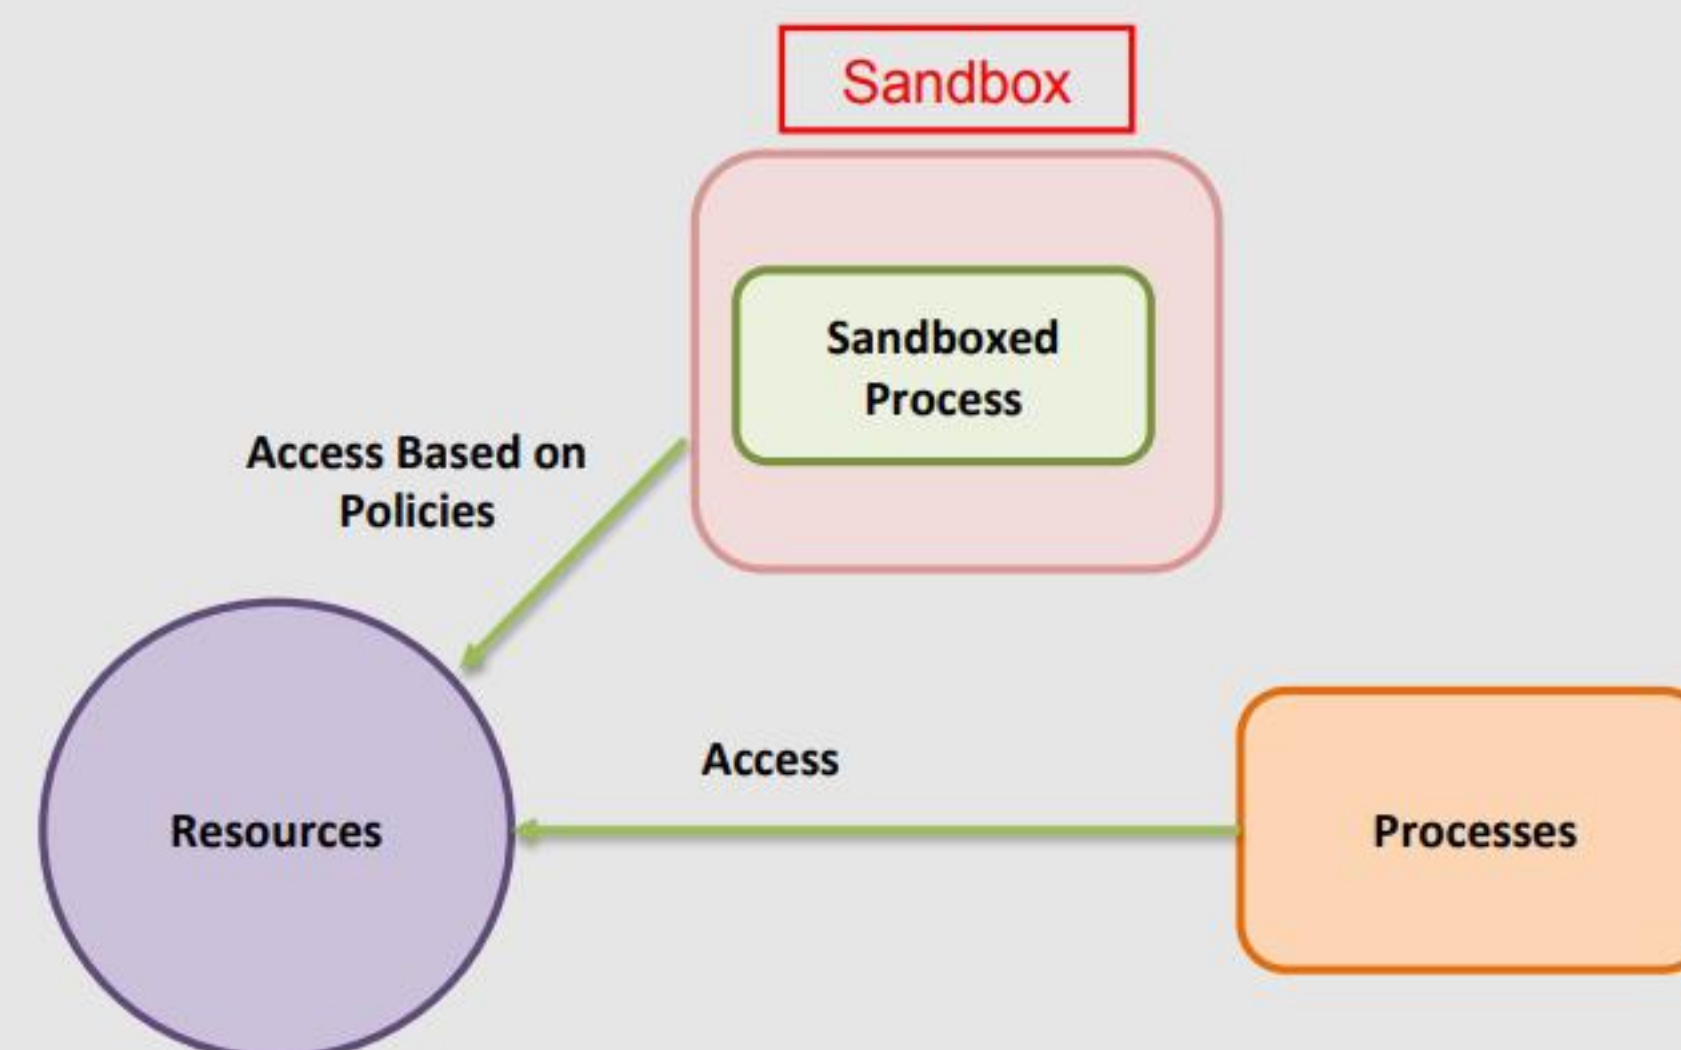 Sandbox
Sandboxed
Process
Access Based on
Policies
Access
Resources
Processes